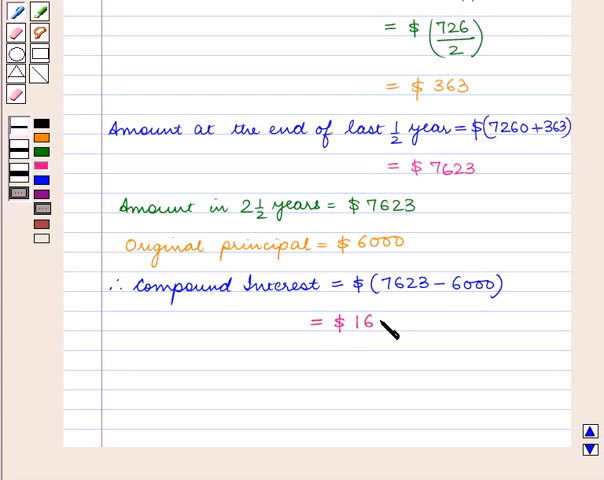 = $ (726/2)
= $ 363
Amount at the end of last 1/2 year = $(7260+363)
= $ 7623
Amount in 2 1/2 years = $ 7623
Original principal = $ 6000
∴ Compound Interest = $ (7623 - 6000)
= $ 16